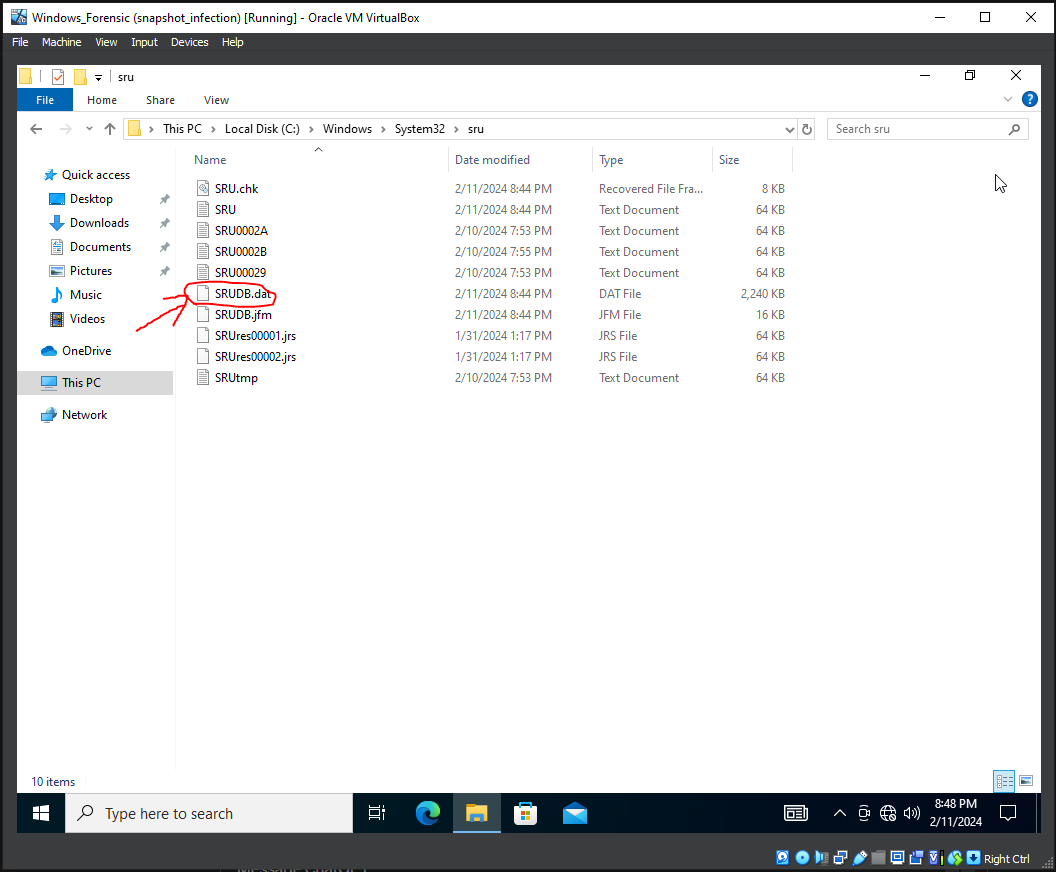 Windows_Forensic (snapshot_infection) [Running] - Oracle VM VirtualBox
File Machine View Input Devices Help
sru
File Home Share View
This PC > Local Disk (C:) > Windows > System32 > sru
Search sru
Name Date modified Type Size
Quick access
Desktop
Downloads
Documents
Pictures
Music
Videos
OneDrive
This PC
Network
SRU.chk 2/11/2024 8:44 PM Recovered File Fra... 8 KB
SRU 2/11/2024 8:44 PM Text Document 64 KB
SRU0002A 2/10/2024 7:53 PM Text Document 64 KB
SRU0002B 2/10/2024 7:55 PM Text Document 64 KB
SRU00029 2/10/2024 7:53 PM Text Document 64 KB
SRUDB.dat 2/11/2024 8:44 PM DAT File 2,240 KB
SRUDB.jfm 2/11/2024 8:44 PM JFM File 16 KB
SRUres00001.jrs 1/31/2024 1:17 PM JRS File 64 KB
SRUres00002.jrs 1/31/2024 1:17 PM JRS File 64 KB
SRUtmp 2/10/2024 7:53 PM Text Document 64 KB
10 items
Type here to search
8:48 PM
2/11/2024
Right Ctrl